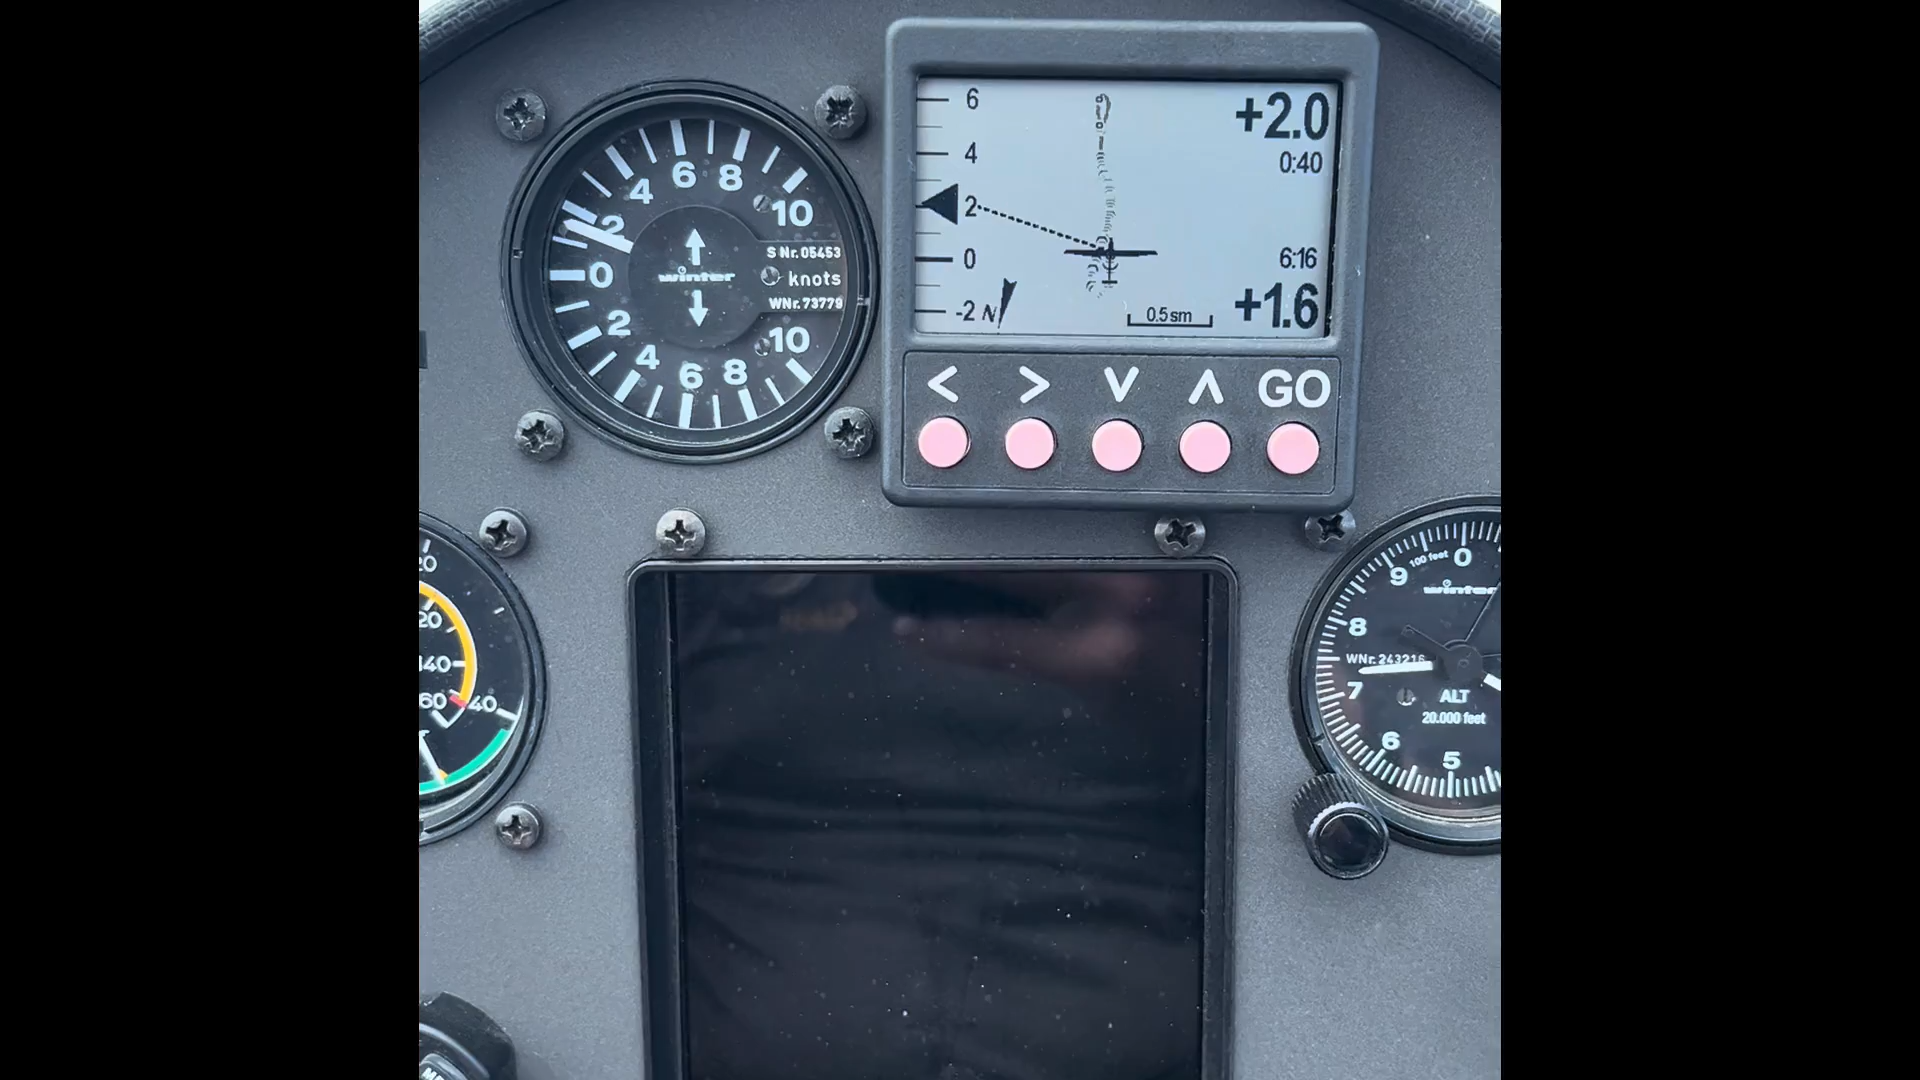 6
4
2
0
-2
N
+2.0
0:40
6:16
+1.6
0.5sm
< > V Λ GO
2 4 6 8 10
0
winter
S Nr. 05453
knots
WNr. 73779
2 4 6 8 10
20
140
40
100 feet
0
9
winter
8
WNr. 243216
7
ALT
20.000 feet
6
5